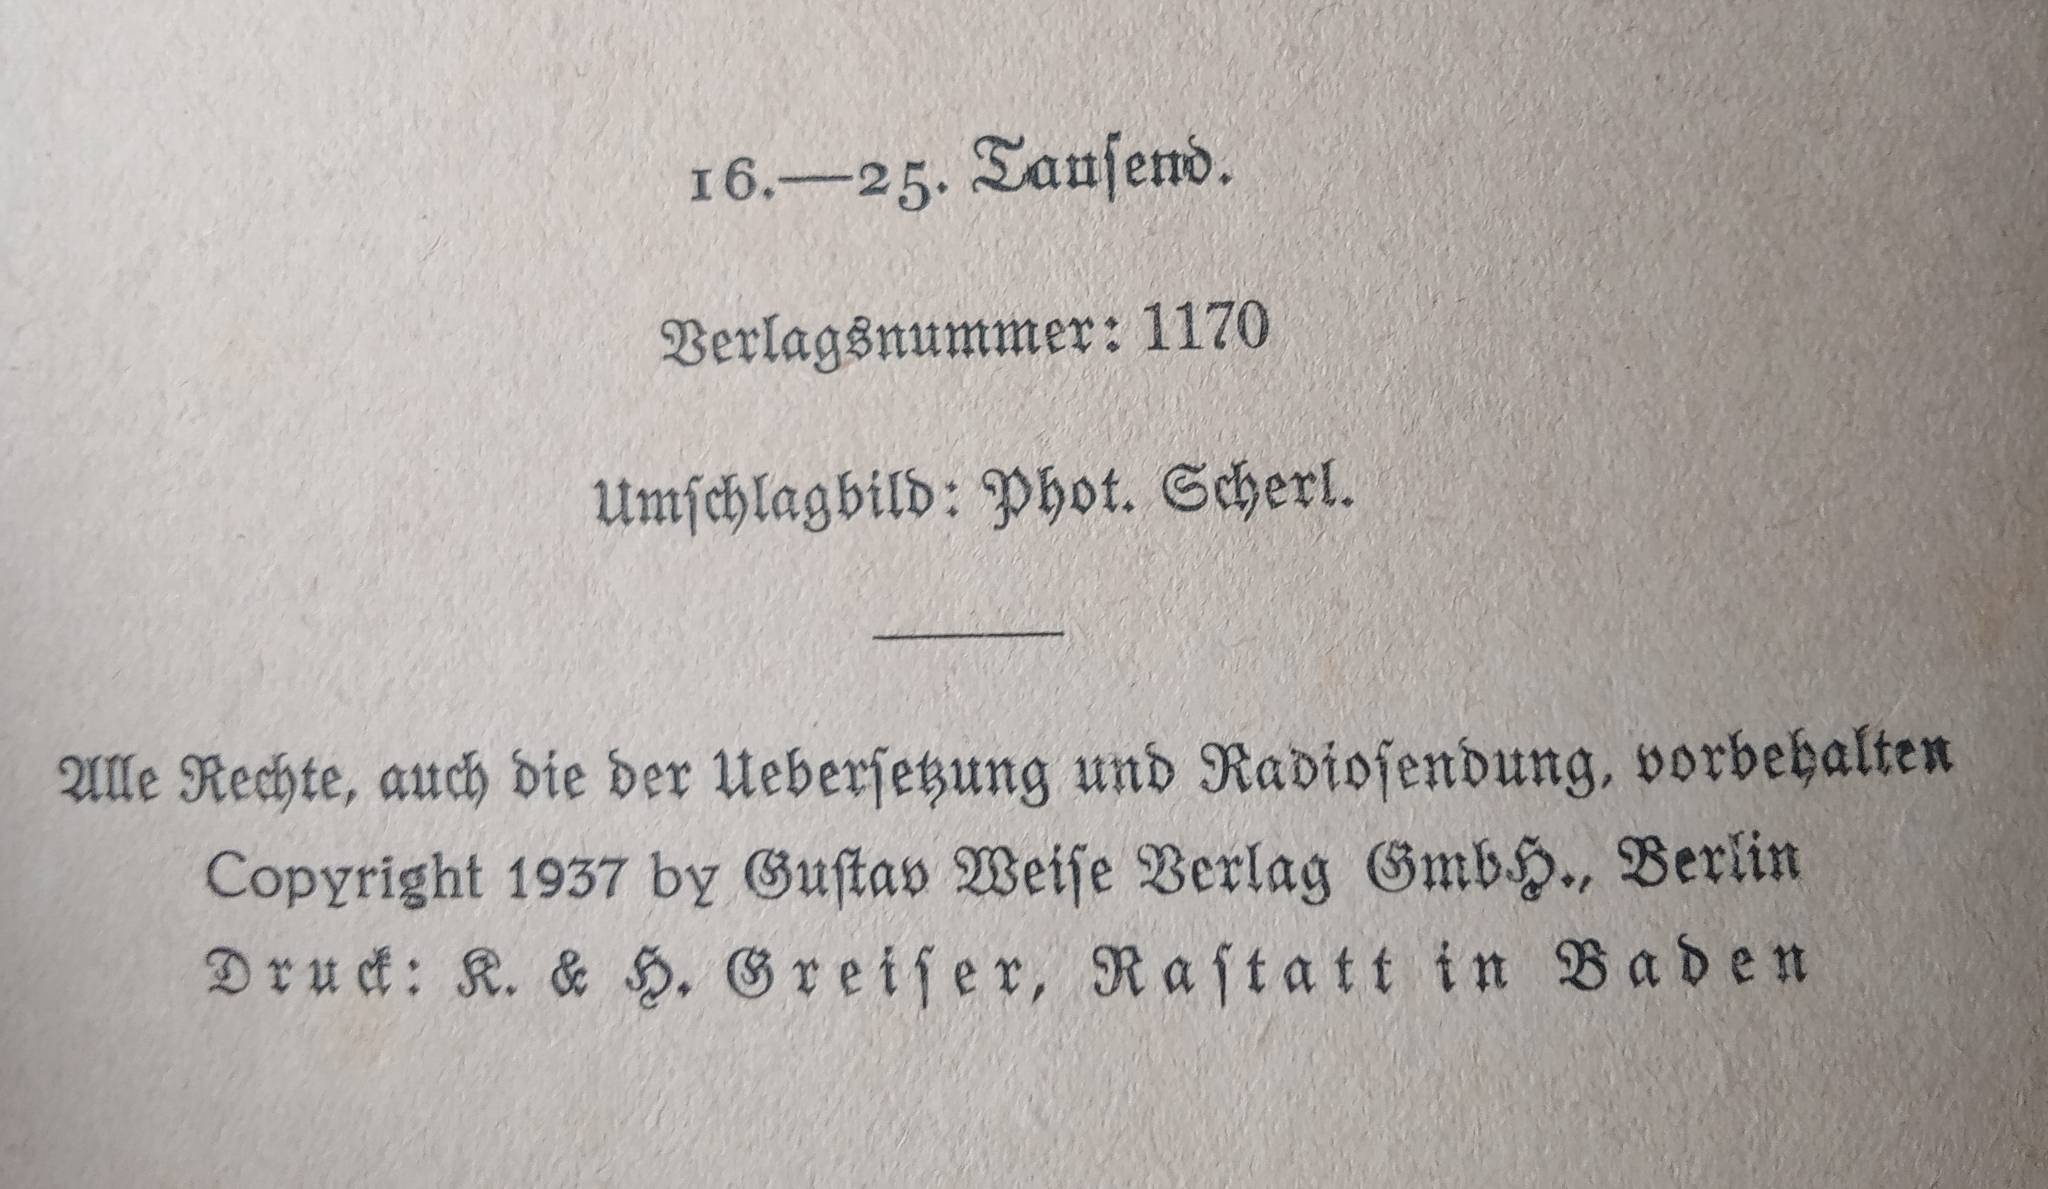 16.—25. Tauſend.
Verlagsnummer: 1170
Umſchlagbild: Phot. Scherl.
Alle Rechte, auch die der Ueberſetzung und Radioſendung, vorbehalten
Copyright 1937 by Guſtav Weiſe Verlag GmbH., Berlin
Druck: K. & H. Greiſer, Raſtatt in Baden